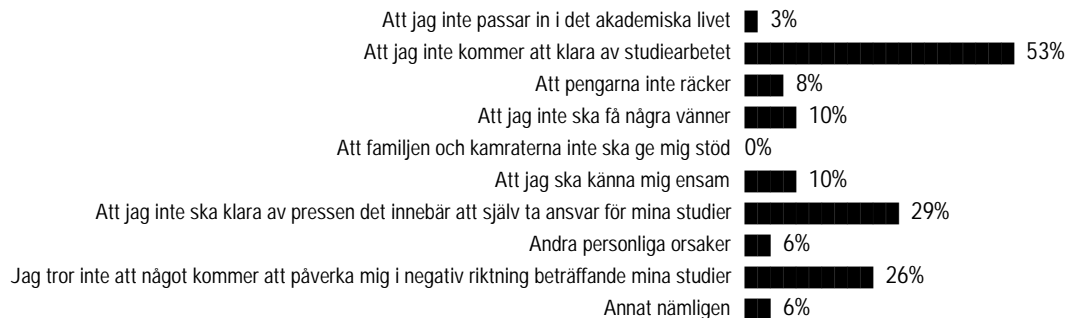 Att jag inte passar in i det akademiska livet 3%
Att jag inte kommer att klara av studiearbetet 53%
Att pengarna inte räcker 8%
Att jag inte ska få några vänner 10%
Att familjen och kamraterna inte ska ge mig stöd 0%
Att jag ska känna mig ensam 10%
Att jag inte ska klara av pressen det innebär att själv ta ansvar för mina studier 29%
Andra personliga orsaker 6%
Jag tror inte att något kommer att påverka mig i negativ riktning beträffande mina studier 26%
Annat nämligen 6%